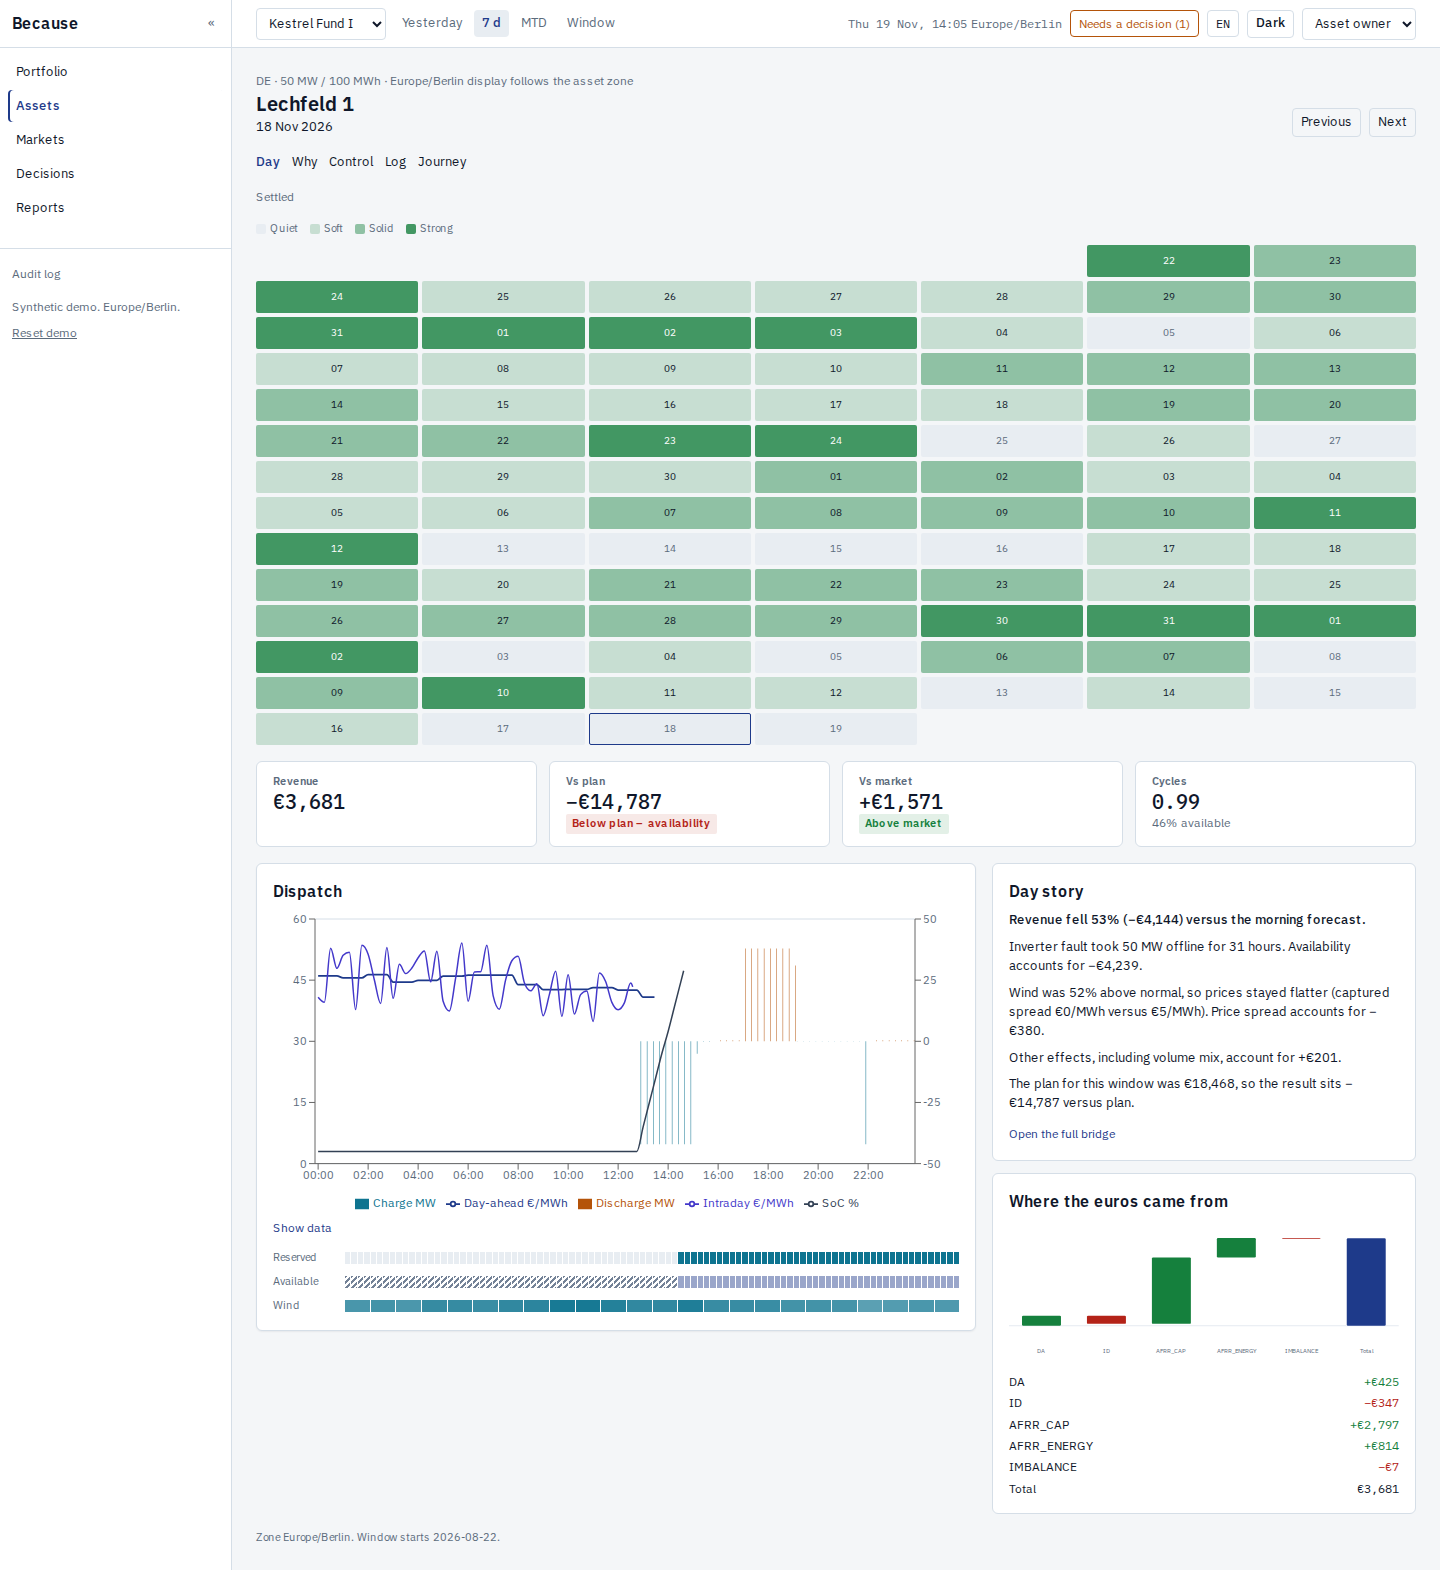 Because «
Portfolio
Assets
Markets
Decisions
Reports
Audit log
Synthetic demo. Europe/Berlin.
Reset demo
Kestrel Fund I Yesterday 7 d MTD Window Thu 19 Nov, 14:05 Europe/Berlin Needs a decision (1) EN Dark Asset owner
DE · 50 MW / 100 MWh · Europe/Berlin display follows the asset zone
Lechfeld 1
18 Nov 2026
Previous Next
Day Why Control Log Journey
Settled
Quiet Soft Solid Strong
22 23
24 25 26 27 28 29 30
31 01 02 03 04 05 06
07 08 09 10 11 12 13
14 15 16 17 18 19 20
21 22 23 24 25 26 27
28 29 30 01 02 03 04
05 06 07 08 09 10 11
12 13 14 15 16 17 18
19 20 21 22 23 24 25
26 27 28 29 30 31 01
02 03 04 05 06 07 08
09 10 11 12 13 14 15
16 17 18 19
Revenue
€3,681
Vs plan
−€14,787
Below plan – availability
Vs market
+€1,571
Above market
Cycles
0.99
46% available
Dispatch
60 50
45 25
30 0
15 -25
0 -50
00:00 02:00 04:00 06:00 08:00 10:00 12:00 14:00 16:00 18:00 20:00 22:00
Charge MW Day-ahead €/MWh Discharge MW Intraday €/MWh SoC %
Show data
Reserved
Available
Wind
Day story
Revenue fell 53% (−€4,144) versus the morning forecast.
Inverter fault took 50 MW offline for 31 hours. Availability
accounts for −€4,239.
Wind was 52% above normal, so prices stayed flatter (captured
spread €0/MWh versus €5/MWh). Price spread accounts for −
€380.
Other effects, including volume mix, account for +€201.
The plan for this window was €18,468, so the result sits −
€14,787 versus plan.
Open the full bridge
Where the euros came from
DA ID AFRR_CAP AFRR_ENERGY IMBALANCE Total
DA +€425
ID −€347
AFRR_CAP +€2,797
AFRR_ENERGY +€814
IMBALANCE −€7
Total €3,681
Zone Europe/Berlin. Window starts 2026-08-22.